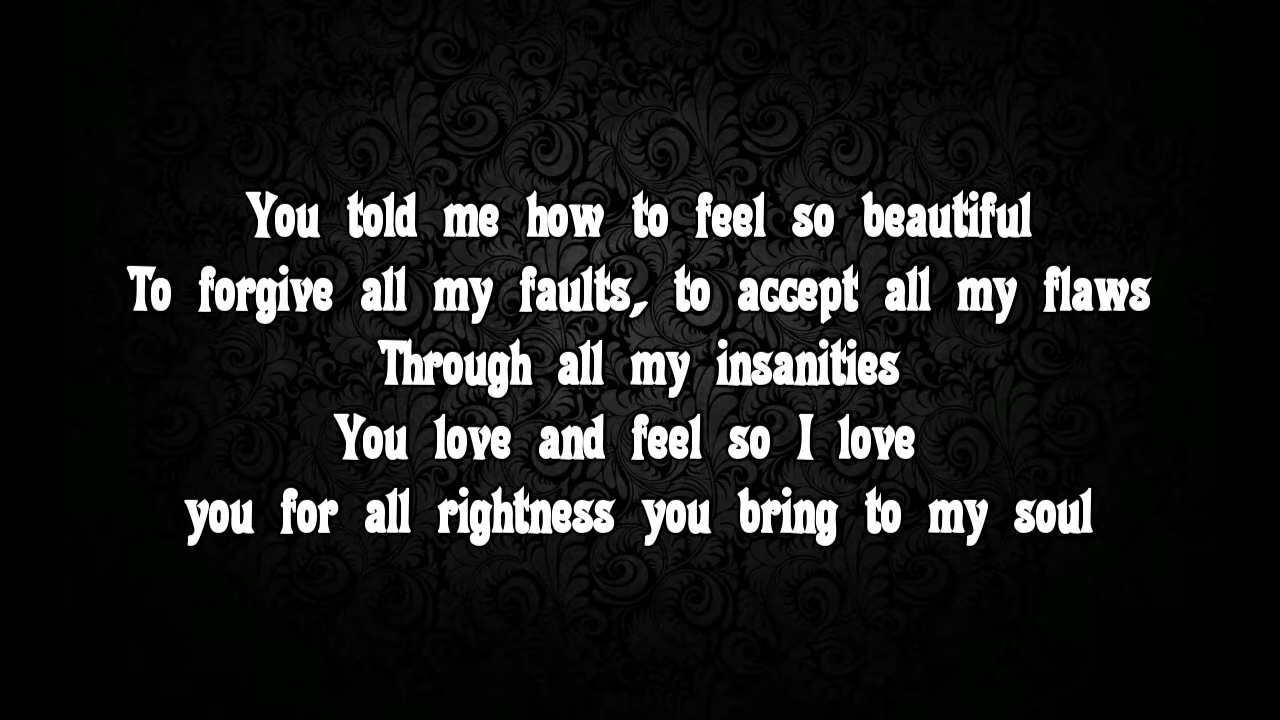 You told me how to feel so beautiful
To forgive all my faults, to accept all my flaws
Through all my insanities
You love and feel so I love
you for all rightness you bring to my soul